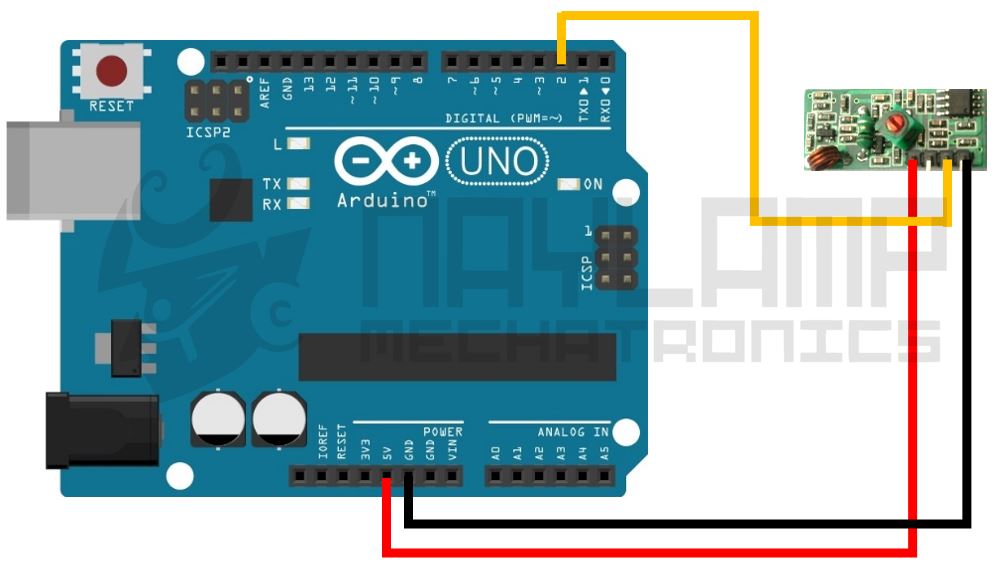 RESET
AREF
GND
13
12
~11
~10
~9
8
7
~6
~5
4
~3
2
TX0▶1
RX0◀0
ICSP2
DIGITAL (PWM=~)
L
TX
RX
UNO
Arduino™
ON
1
ICSP
NAYLAMP
MECHATRONICS
POWER
ANALOG IN
IOREF
RESET
3V3
5V
GND
GND
VIN
A0
A1
A2
A3
A4
A5